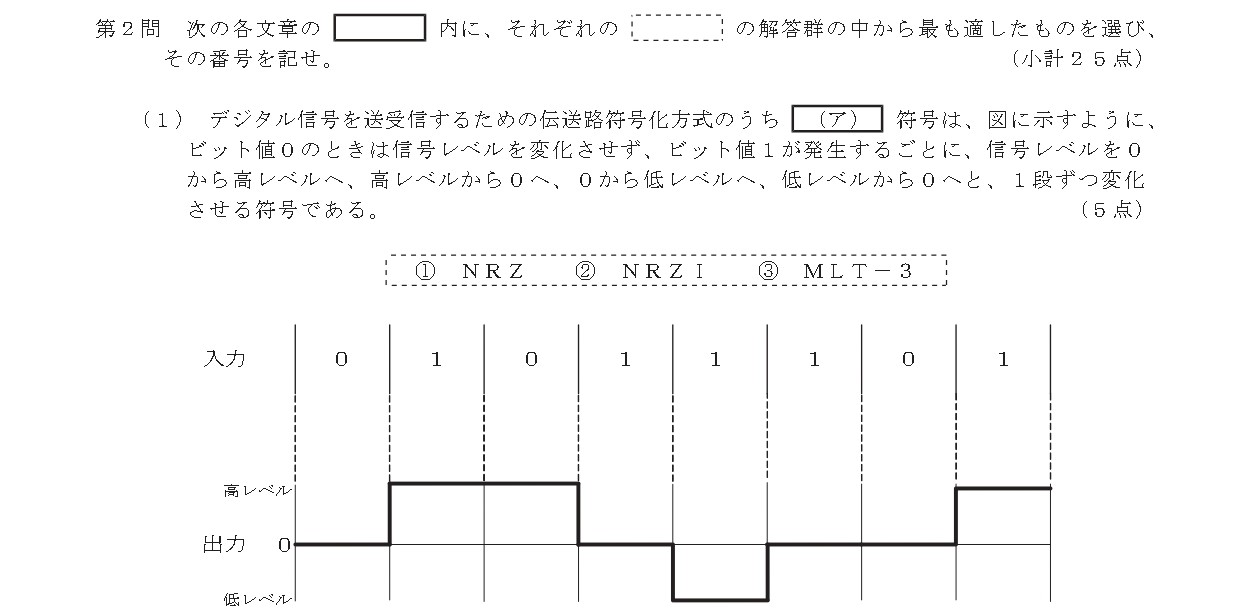 第２問　次の各文章の　　　　内に、それぞれの　　　　の解答群の中から最も適したものを選び、
その番号を記せ。　（小計２５点）
（１）　デジタル信号を送受信するための伝送路符号化方式のうち　（ア）　符号は、図に示すように、
ビット値０のときは信号レベルを変化させず、ビット値１が発生するごとに、信号レベルを０
から高レベルへ、高レベルから０へ、０から低レベルへ、低レベルから０へと、１段ずつ変化
させる符号である。　（５点）
①　ＮＲＺ　②　ＮＲＺＩ　③　ＭＬＴ－３
入力　０　１　０　１　１　１　０　１
高レベル
出力　０
低レベル